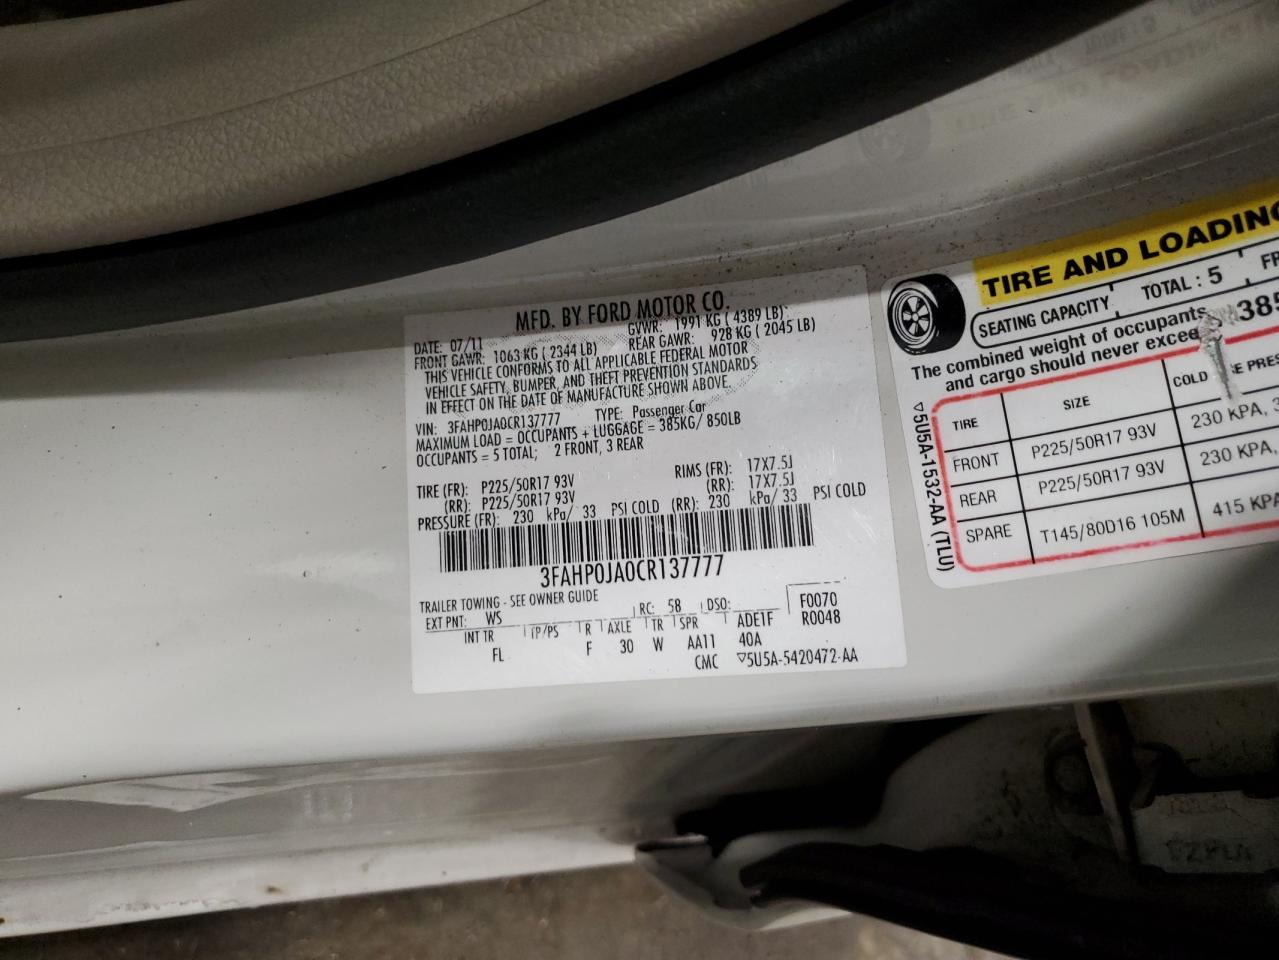 MFD. BY FORD MOTOR CO.
DATE: 07/11 GVWR: 1991 KG ( 4389 LB)
FRONT GAWR: 1063 KG ( 2344 LB) REAR GAWR: 928 KG ( 2045 LB)
THIS VEHICLE CONFORMS TO ALL APPLICABLE FEDERAL MOTOR
VEHICLE SAFETY, BUMPER, AND THEFT PREVENTION STANDARDS
IN EFFECT ON THE DATE OF MANUFACTURE SHOWN ABOVE.
VIN: 3FAHP0JA0CR137777 TYPE: Passenger Car
MAXIMUM LOAD = OCCUPANTS + LUGGAGE = 385KG/ 850LB
OCCUPANTS = 5 TOTAL; 2 FRONT, 3 REAR
TIRE (FR): P225/50R17 93V RIMS (FR): 17X7.5J
(RR): P225/50R17 93V (RR): 17X7.5J
PRESSURE (FR): 230 kPa/ 33 PSI COLD (RR): 230 kPa/ 33 PSI COLD
3FAHP0JA0CR137777
TRAILER TOWING - SEE OWNER GUIDE
EXT PNT: WS RC: 58 DSO: F0070
INT TR TP/PS R AXLE TR SPR ADE1F R0048
FL F 30 W AA11 40A
CMC ▽5U5A-5420472-AA
TIRE AND LOADING
SEATING CAPACITY TOTAL : 5 FR
The combined weight of occupants
and cargo should never exceed 385
TIRE SIZE COLD PRES
FRONT P225/50R17 93V 230 KPA, 3
REAR P225/50R17 93V 230 KPA,
SPARE T145/80D16 105M 415 KPA
▽5U5A-1532-AA (TLU)